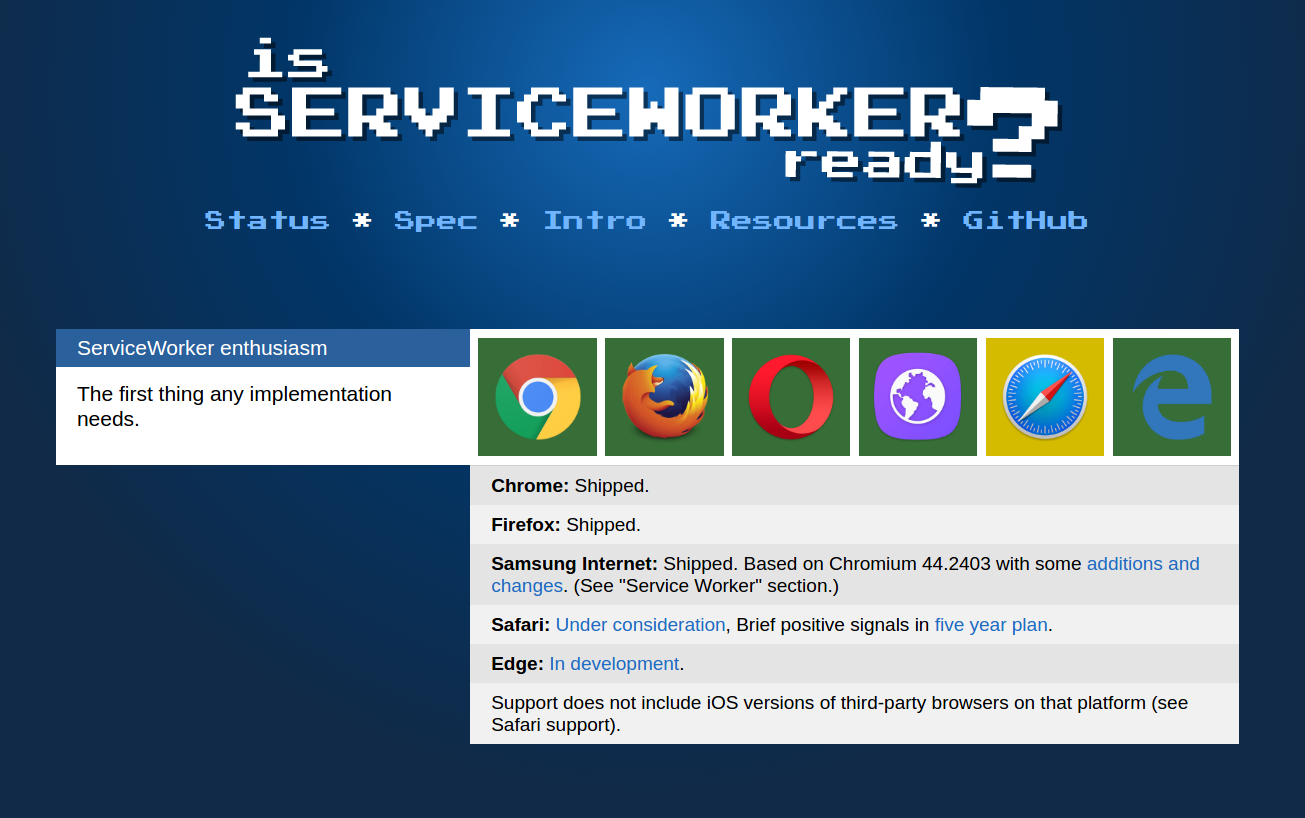 is
SERVICEWORKER?
ready
Status * Spec * Intro * Resources * GitHub
ServiceWorker enthusiasm
The first thing any implementation
needs.
Chrome: Shipped.
Firefox: Shipped.
Samsung Internet: Shipped. Based on Chromium 44.2403 with some additions and
changes. (See "Service Worker" section.)
Safari: Under consideration, Brief positive signals in five year plan.
Edge: In development.
Support does not include iOS versions of third-party browsers on that platform (see
Safari support).